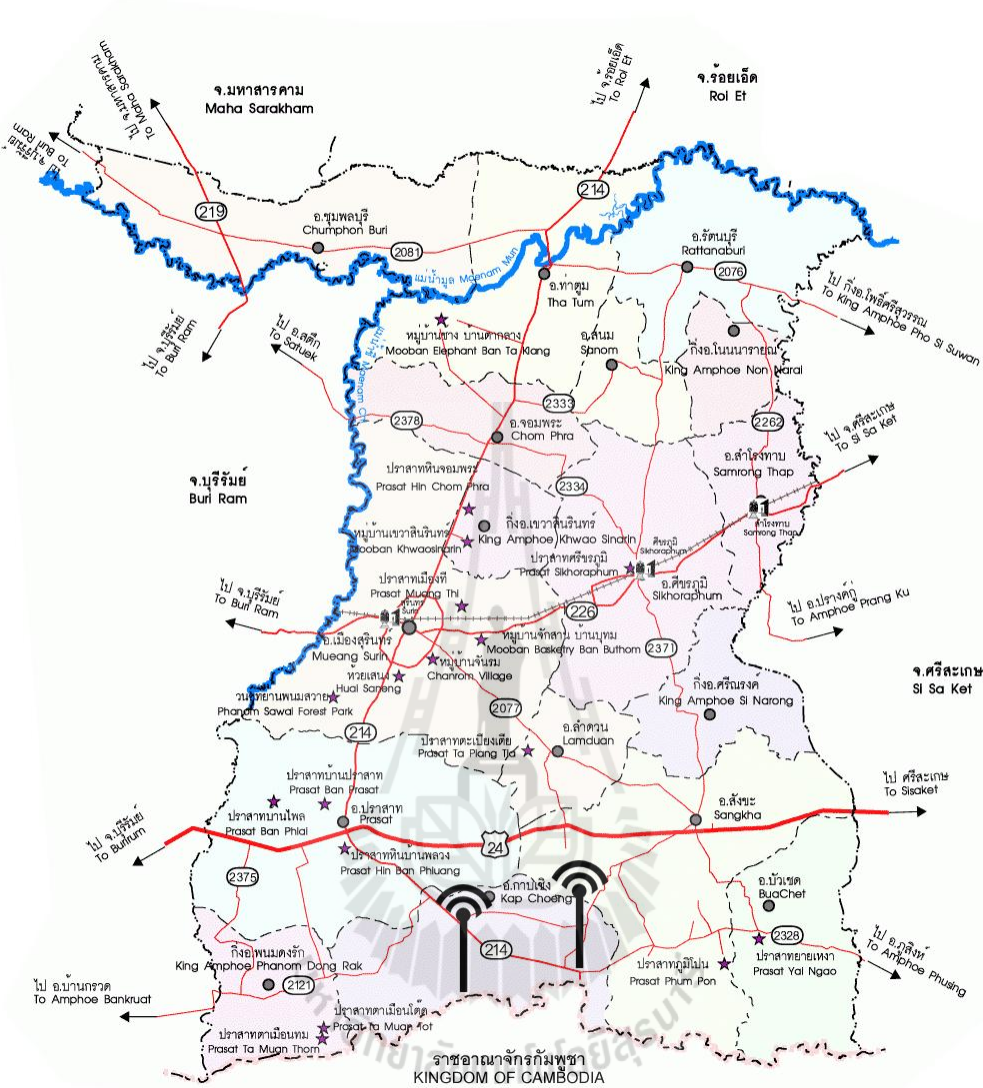 จ.มหาสารคาม
Maha Sarakham
จ.ร้อยเอ็ด
Roi Et
ไป จ.มหาสารคาม
To Maha Sarakham
ไป จ.ร้อยเอ็ด
To Roi Et
ไป จ.บุรีรัมย์
To Buri Ram
219
214
อ.ชุมพลบุรี
Chumphon Buri
2081
อ.รัตนบุรี
Rattanaburi
2076
แม่น้ำมูล Maenam Mun
อ.ท่าตูม
Tha Tum
ไป กิ่งอ.โพธิ์ศรีสุวรรณ
To King Amphoe Pho Si Suwan
ไป จ.บุรีรัมย์
To Buri Ram
ไป อ.สตึก
To Satuek
หมู่บ้านช้าง บ้านตากลาง
Mooban Elephant Ban Ta Klang
อ.สนม
Sanom
กิ่งอ.โนนนารายณ์
King Amphoe Non Narai
แม่น้ำชี Maenam Chi
2378
2333
อ.จอมพระ
Chom Phra
2262
ไป จ.ศรีสะเกษ
To Si Sa Ket
อ.สำโรงทาบ
Samrong Thap
จ.บุรีรัมย์
Buri Ram
ปราสาทหินจอมพระ
Prasat Hin Chom Phra
2334
สำโรงทาบ
Samrong Thap
กิ่งอ.เขวาสินรินทร์
King Amphoe Khwao Sinarin
หมู่บ้านเขวาสินรินทร์
Mooban Khwaosinarin
ศีขรภูมิ
Sikhoraphum
ปราสาทศรีขรภูมิ
Prasat Sikhoraphum
อ.ศีขรภูมิ
Sikhoraphum
ปราสาทเมืองที
Prasat Muang Thi
ไป จ.บุรีรัมย์
To Buri Ram
สุรินทร์
Surin
226
ไป อ.ปรางค์กู่
To Amphoe Prang Ku
อ.เมืองสุรินทร์
Mueang Surin
หมู่บานจักสาน บ้านบุทม
Mooban Basketry Ban Buthom
2371
หมู่บ้านจันรม
Chanrom Village
ห้วยเสนง
Huai Saneng
จ.ศรีสะเกษ
Si Sa Ket
กิ่งอ.ศรีณรงค์
King Amphoe Si Narong
วนอุทยานพนมสวาย
Phanom Sawai Forest Park
2077
214
อ.ลำดวน
Lamduan
ปราสาทตะเปียงเตีย
Prasat Ta Piang Tja
ไป ศรีสะเกษ
To Sisaket
ปราสาทบ้านปราสาท
Prasat Ban Prasat
ปราสาทบานไพล
Prasat Ban Phlai
อ.ปราสาท
Prasat
อ.สังขะ
Sangkha
ไป จ.บุรีรัมย์
To Burirum
24
ปราสาทหินบ้านพลวง
Prasat Hin Ban Phluang
2375
อ.กาบเชิง
Kap Choeng
อ.บัวเชด
BuaChet
2328
ไป อ.ภูสิงห์
To Amphoe Phusing
214
กิ่งอ.พนมดงรัก
King Amphoe Phanom Dong Rak
ปราสาทภูมิโปน
Prasat Phum Pon
ปราสาทยายเหงา
Prasat Yai Ngao
2121
ไป อ.บ้านกรวด
To Amphoe Bankruat
ปราสาทตาเมือนโต๊ด
Prasat Ta Muan Tot
ปราสาทตาเมือนทม
Prasat Ta Muan Thom
ราชอาณาจักรกัมพูชา
KINGDOM OF CAMBODIA